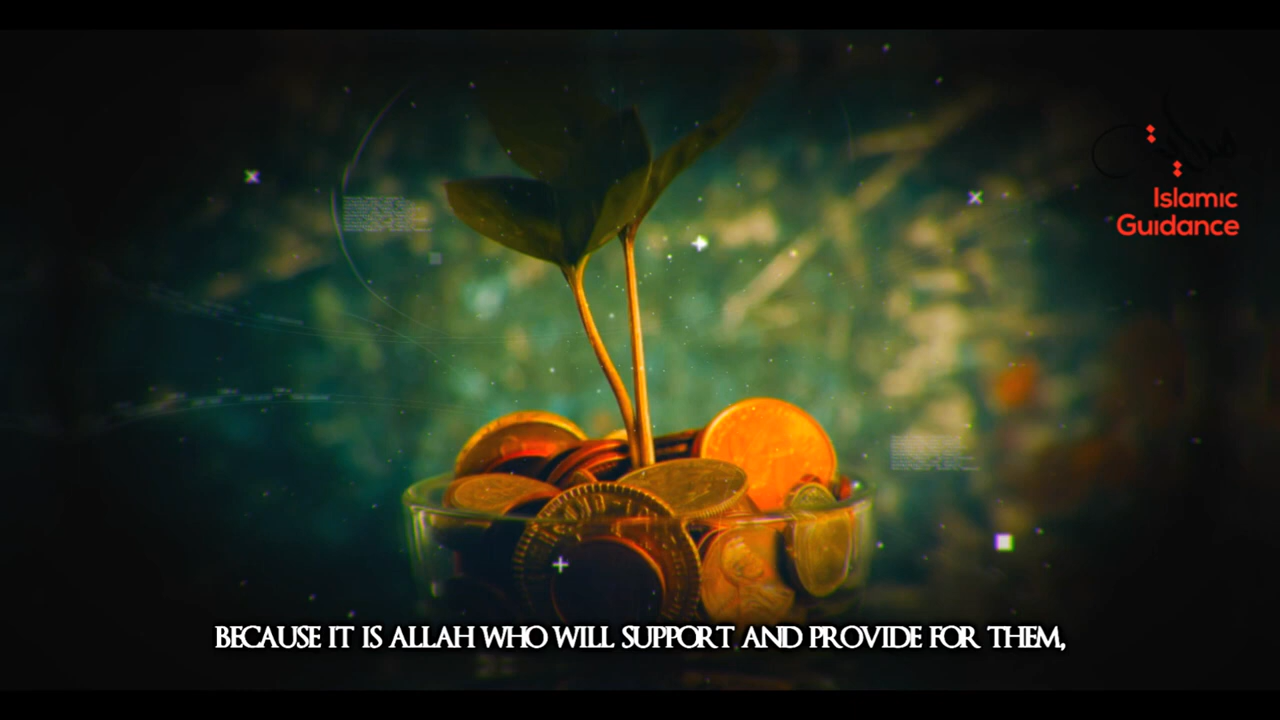 Islamic
Guidance
BECAUSE IT IS ALLAH WHO WILL SUPPORT AND PROVIDE FOR THEM,